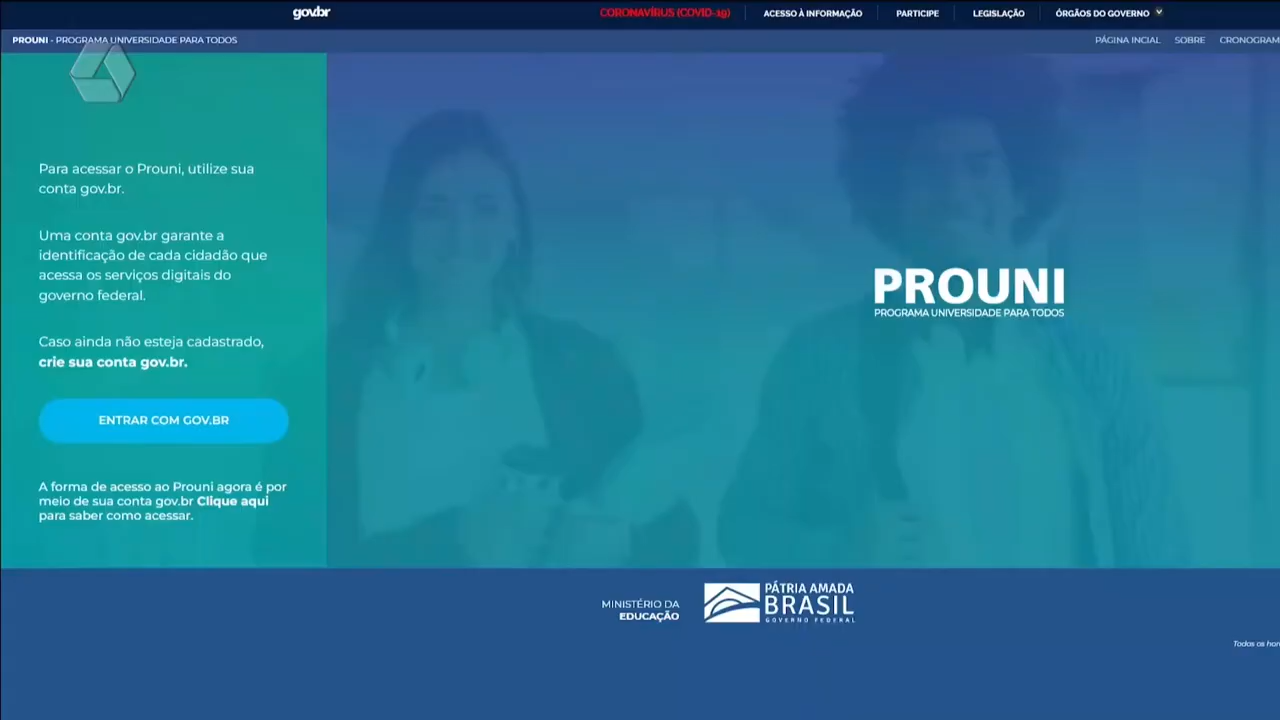 gov.br
CORONAVÍRUS (COVID-19)
ACESSO À INFORMAÇÃO
PARTICIPE
LEGISLAÇÃO
ÓRGÃOS DO GOVERNO
PROUNI - PROGRAMA UNIVERSIDADE PARA TODOS
PÁGINA INCIAL
SOBRE
CRONOGRAM
Para acessar o Prouni, utilize sua
conta gov.br.
Uma conta gov.br garante a
identificação de cada cidadão que
acessa os serviços digitais do
governo federal.
Caso ainda não esteja cadastrado,
crie sua conta gov.br.
ENTRAR COM GOV.BR
A forma de acesso ao Prouni agora é por
meio de sua conta gov.br Clique aqui
para saber como acessar.
PROUNI
PROGRAMA UNIVERSIDADE PARA TODOS
MINISTÉRIO DA
EDUCAÇÃO
PÁTRIA AMADA
BRASIL
GOVERNO FEDERAL
Todos os hor